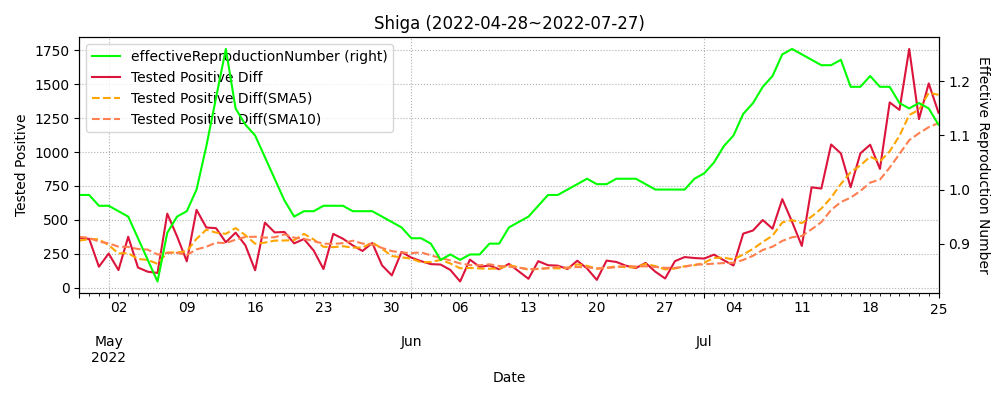 Shiga (2022-04-28~2022-07-27)
effectiveReproductionNumber (right)
Tested Positive Diff
Tested Positive Diff(SMA5)
Tested Positive Diff(SMA10)
Tested Positive
1750
1500
1250
1000
750
500
250
0
Effective Reproduction Number
1.2
1.1
1.0
0.9
02 09 16 23 30 06 13 20 27 04 11 18 25
May Jun Jul
2022
Date